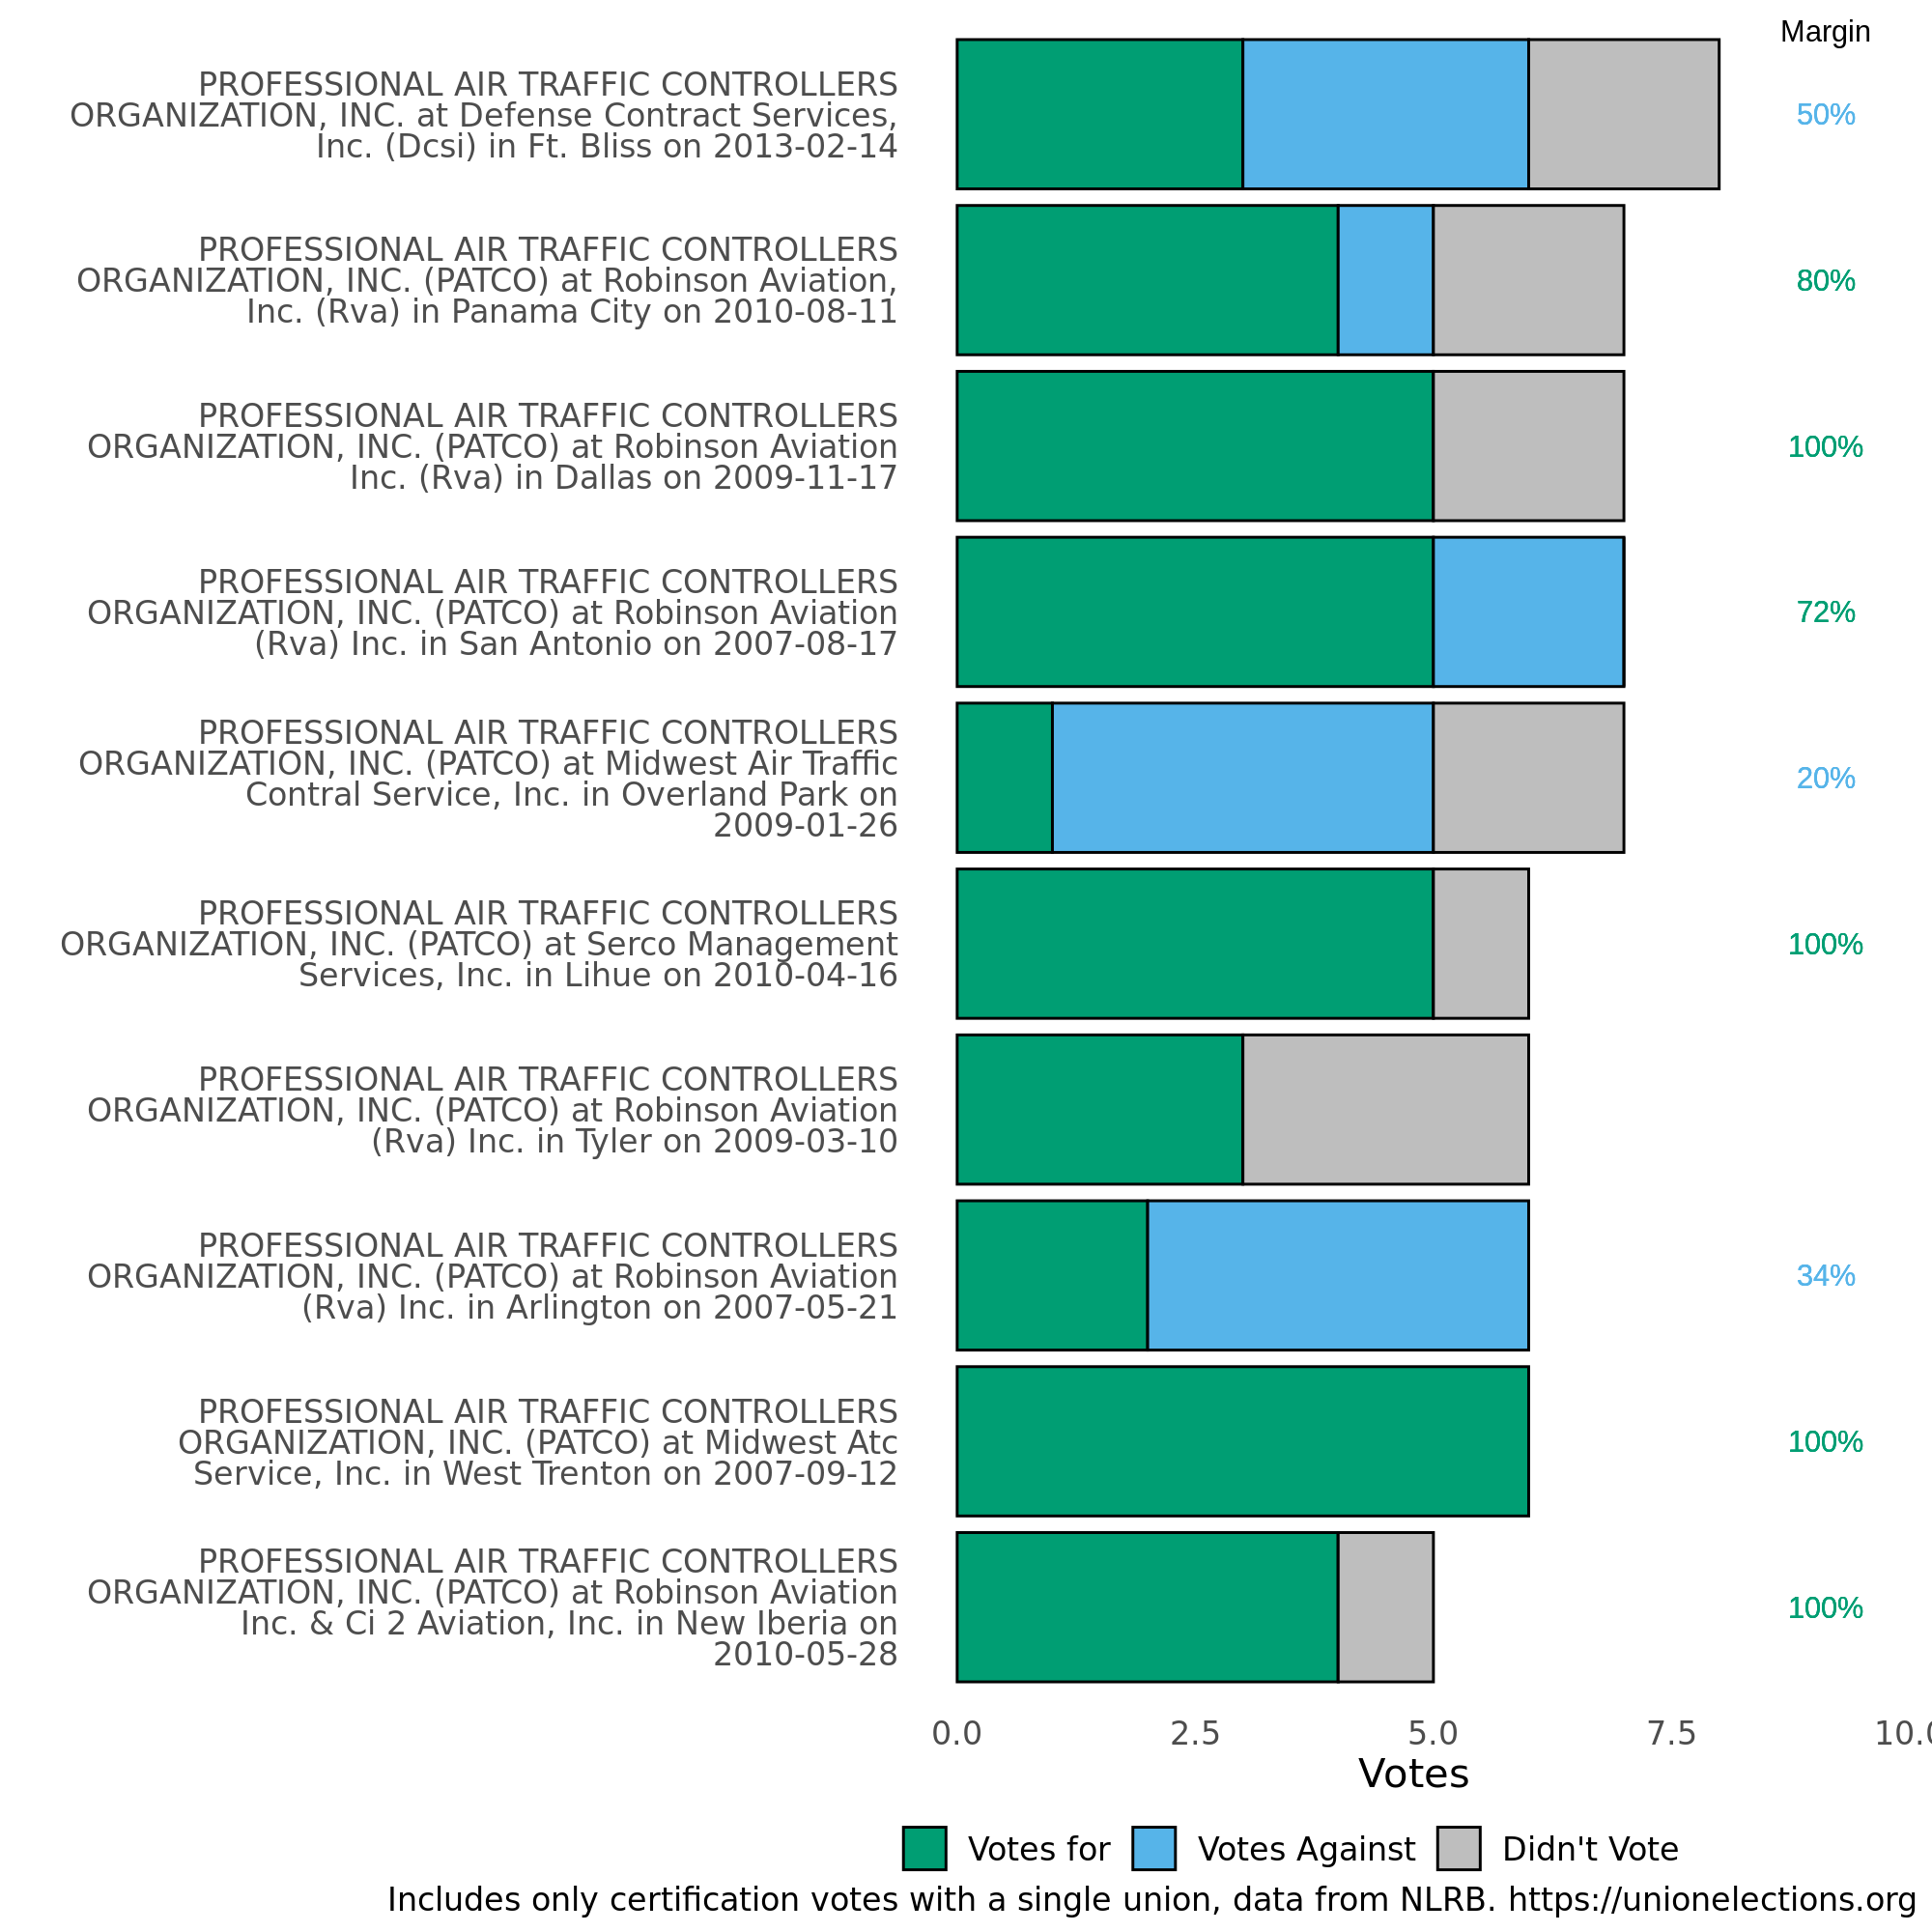 Margin
PROFESSIONAL AIR TRAFFIC CONTROLLERS
ORGANIZATION, INC. at Defense Contract Services,
Inc. (Dcsi) in Ft. Bliss on 2013-02-14
50%
PROFESSIONAL AIR TRAFFIC CONTROLLERS
ORGANIZATION, INC. (PATCO) at Robinson Aviation,
Inc. (Rva) in Panama City on 2010-08-11
80%
PROFESSIONAL AIR TRAFFIC CONTROLLERS
ORGANIZATION, INC. (PATCO) at Robinson Aviation
Inc. (Rva) in Dallas on 2009-11-17
100%
PROFESSIONAL AIR TRAFFIC CONTROLLERS
ORGANIZATION, INC. (PATCO) at Robinson Aviation
(Rva) Inc. in San Antonio on 2007-08-17
72%
PROFESSIONAL AIR TRAFFIC CONTROLLERS
ORGANIZATION, INC. (PATCO) at Midwest Air Traffic
Contral Service, Inc. in Overland Park on
2009-01-26
20%
PROFESSIONAL AIR TRAFFIC CONTROLLERS
ORGANIZATION, INC. (PATCO) at Serco Management
Services, Inc. in Lihue on 2010-04-16
100%
PROFESSIONAL AIR TRAFFIC CONTROLLERS
ORGANIZATION, INC. (PATCO) at Robinson Aviation
(Rva) Inc. in Tyler on 2009-03-10
PROFESSIONAL AIR TRAFFIC CONTROLLERS
ORGANIZATION, INC. (PATCO) at Robinson Aviation
(Rva) Inc. in Arlington on 2007-05-21
34%
PROFESSIONAL AIR TRAFFIC CONTROLLERS
ORGANIZATION, INC. (PATCO) at Midwest Atc
Service, Inc. in West Trenton on 2007-09-12
100%
PROFESSIONAL AIR TRAFFIC CONTROLLERS
ORGANIZATION, INC. (PATCO) at Robinson Aviation
Inc. & Ci 2 Aviation, Inc. in New Iberia on
2010-05-28
100%
0.0 2.5 5.0 7.5 10.0
Votes
Votes for Votes Against Didn't Vote
Includes only certification votes with a single union, data from NLRB. https://unionelections.org